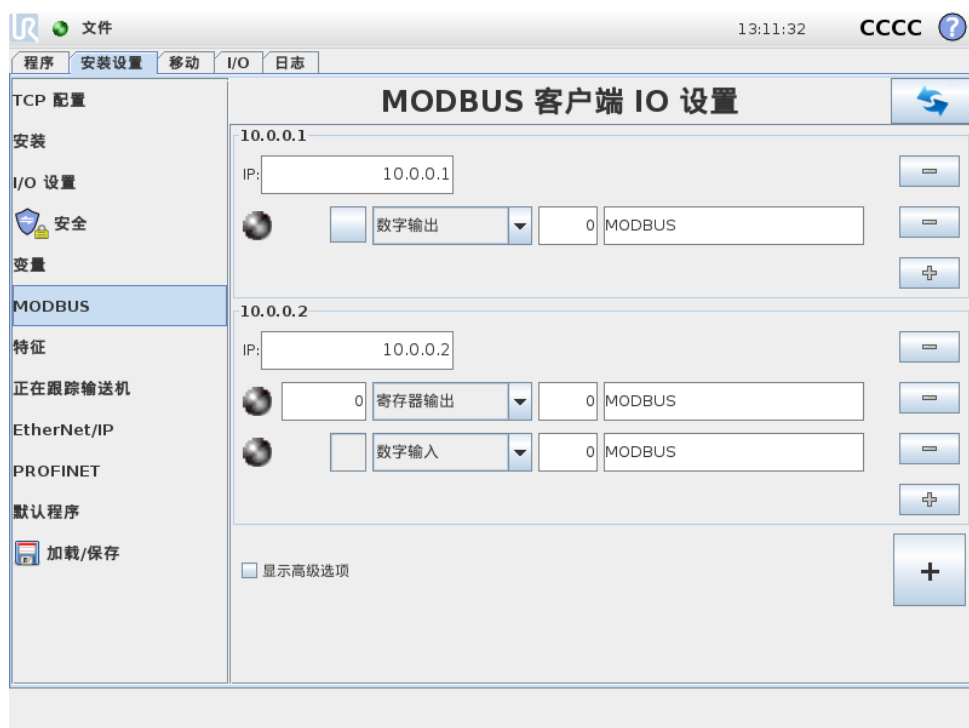 UR 文件 13:11:32 CCCC ?
程序 安装设置 移动 I/O 日志
TCP 配置
安装
I/O 设置
安全
变量
MODBUS
特征
正在跟踪输送机
EtherNet/IP
PROFINET
默认程序
加载/保存
MODBUS 客户端 IO 设置
10.0.0.1
IP: 10.0.0.1
数字输出 0 MODBUS
10.0.0.2
IP: 10.0.0.2
0 寄存器输出 0 MODBUS
数字输入 0 MODBUS
显示高级选项